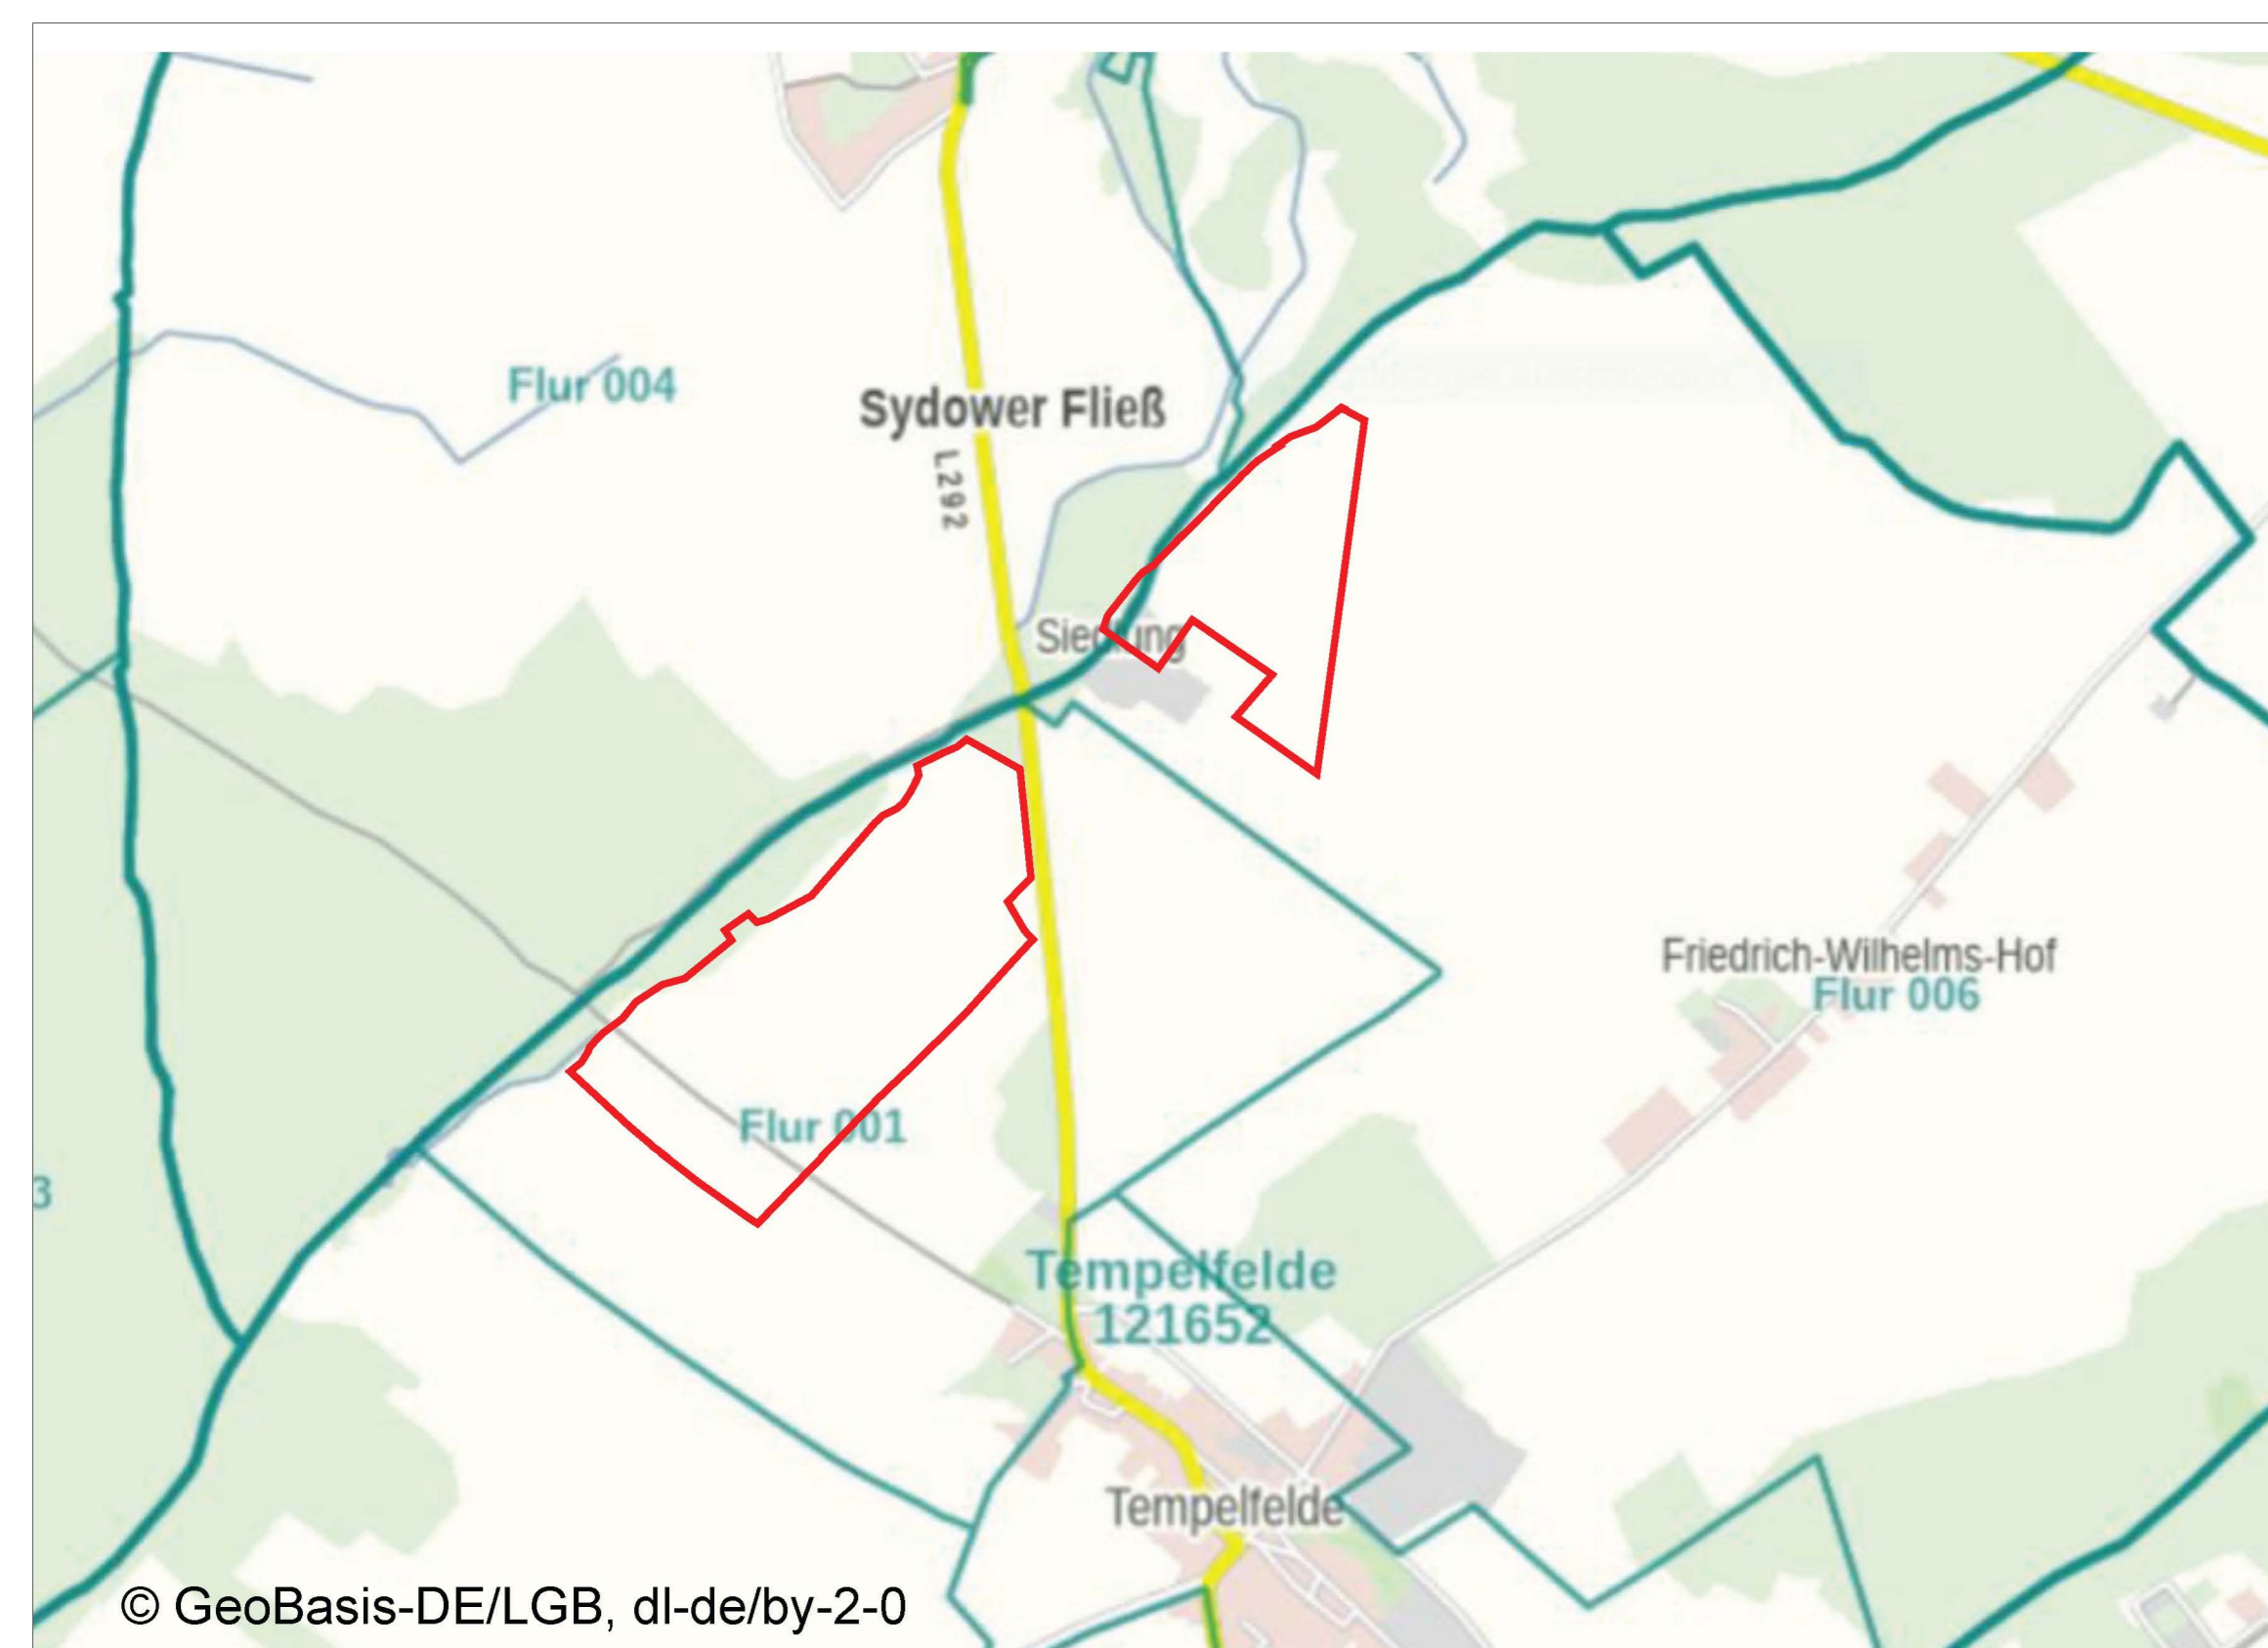 Flur 004
Sydower Fließ
L292
Siedlung
Friedrich-Wilhelms-Hof
Flur 006
Flur 001
3
Tempelfelde
121652
Tempelfelde
© GeoBasis-DE/LGB, dl-de/by-2-0